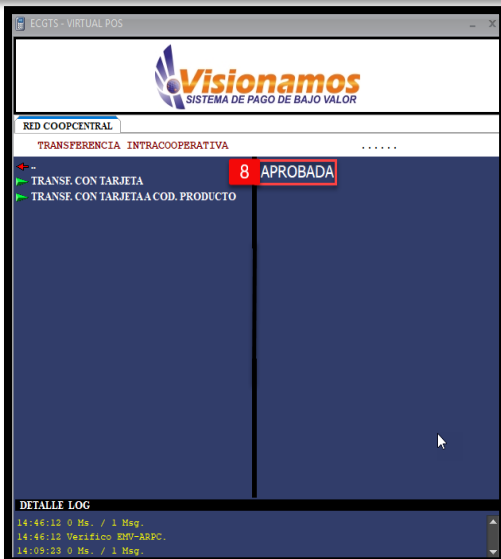 ECGTS - VIRTUAL POS
Visionamos
SISTEMA DE PAGO DE BAJO VALOR
RED COOPCENTRAL
TRANSFERENCIA INTRACOOPERATIVA ......
..
TRANSF. CON TARJETA
TRANSF. CON TARJETA A COD. PRODUCTO
8 APROBADA
DETALLE LOG
14:46:12 0 Ms. / 1 Msg.
14:46:12 Verifico EMV-ARPC.
14:09:23 0 Ms. / 1 Msg.